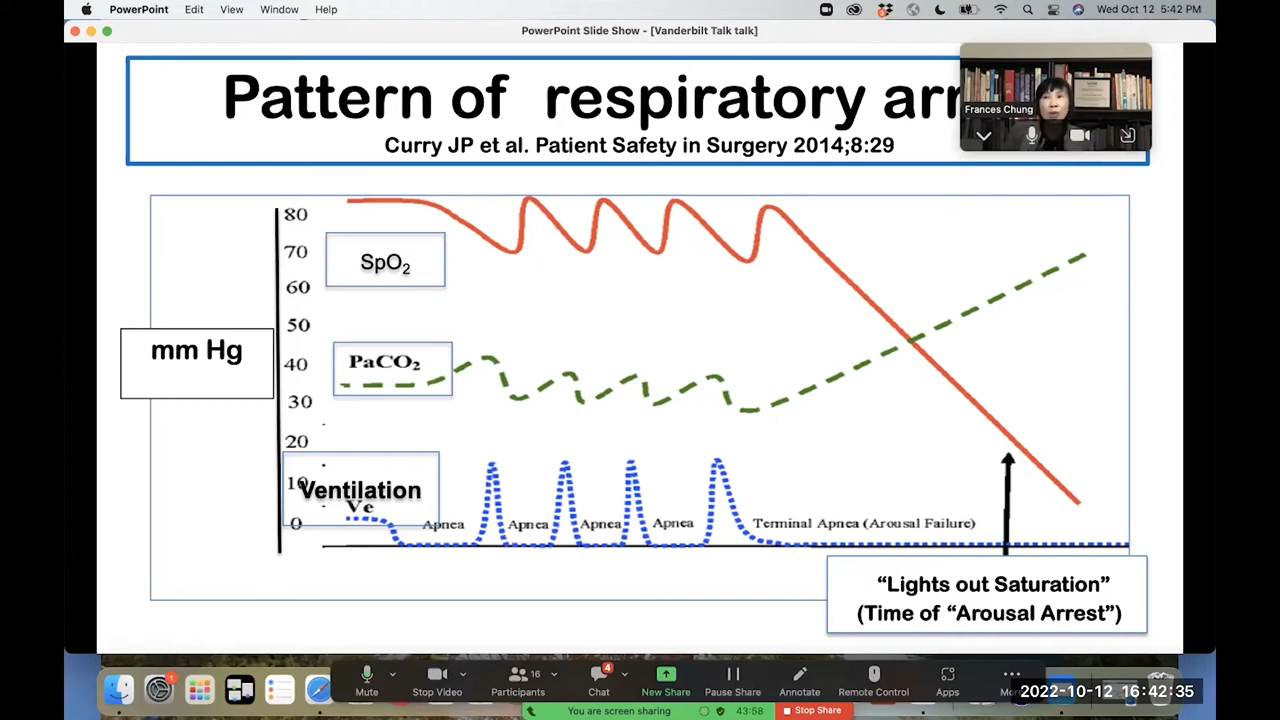 PowerPoint Edit View Window Help
Wed Oct 12 5:42 PM
PowerPoint Slide Show - [Vanderbilt Talk talk]
Pattern of respiratory arr
Curry JP et al. Patient Safety in Surgery 2014;8:29
Frances Chung
80
70
60
50
40
30
20
10
0
mm Hg
SpO2
PaCO2
Ventilation
Ve
Apnea
Apnea
Apnea
Apnea
Terminal Apnea (Arousal Failure)
“Lights out Saturation”
(Time of “Arousal Arrest”)
1
4
16
Mute
Stop Video
Participants
Chat
New Share
Pause Share
Annotate
Remote Control
Apps
Mor
2022-10-12 16:42:35
You are screen sharing
43:58
Stop Share